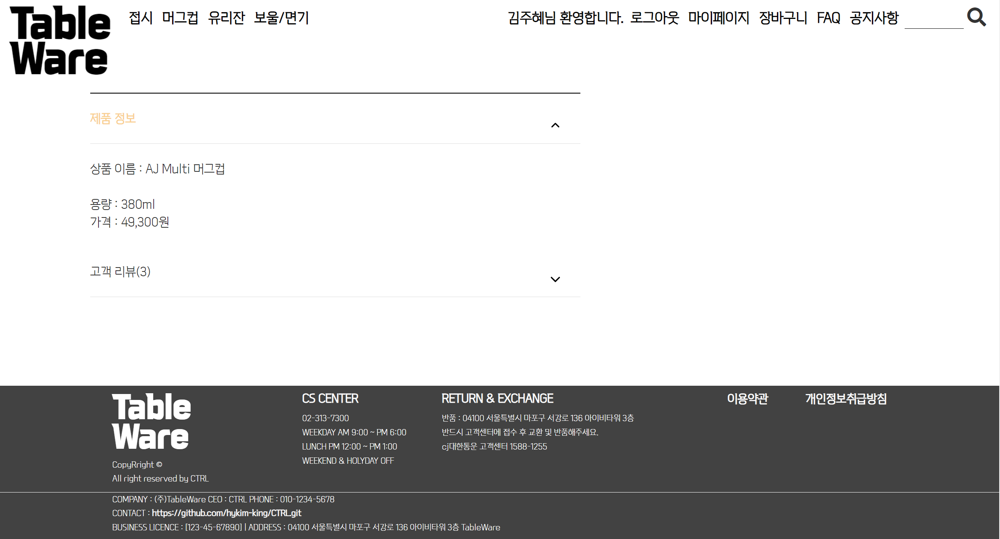 Table
Ware
접시 머그컵 유리잔 보울/면기
김주혜님 환영합니다. 로그아웃 마이페이지 장바구니 FAQ 공지사항
제품 정보
상품 이름 : AJ Multi 머그컵
용량 : 380ml
가격 : 49,300원
고객 리뷰(3)
Table
Ware
CopyRright ©
All right reserved by CTRL
CS CENTER
02-313-7300
WEEKDAY AM 9:00 ~ PM 6:00
LUNCH PM 12:00 ~ PM 1:00
WEEKEND & HOLYDAY OFF
RETURN & EXCHANGE
반품 : 04100 서울특별시 마포구 서강로 136 아이비타워 3층
반드시 고객센터에 접수 후 교환 및 반품해주세요.
cj대한통운 고객센터 1588-1255
이용약관 개인정보취급방침
COMPANY : (주)TableWare CEO : CTRL PHONE : 010-1234-5678
CONTACT : https://github.com/hykim-king/CTRL.git
BUSINESS LICENCE : [123-45-67890] | ADDRESS : 04100 서울특별시 마포구 서강로 136 아이비타워 3층 TableWare